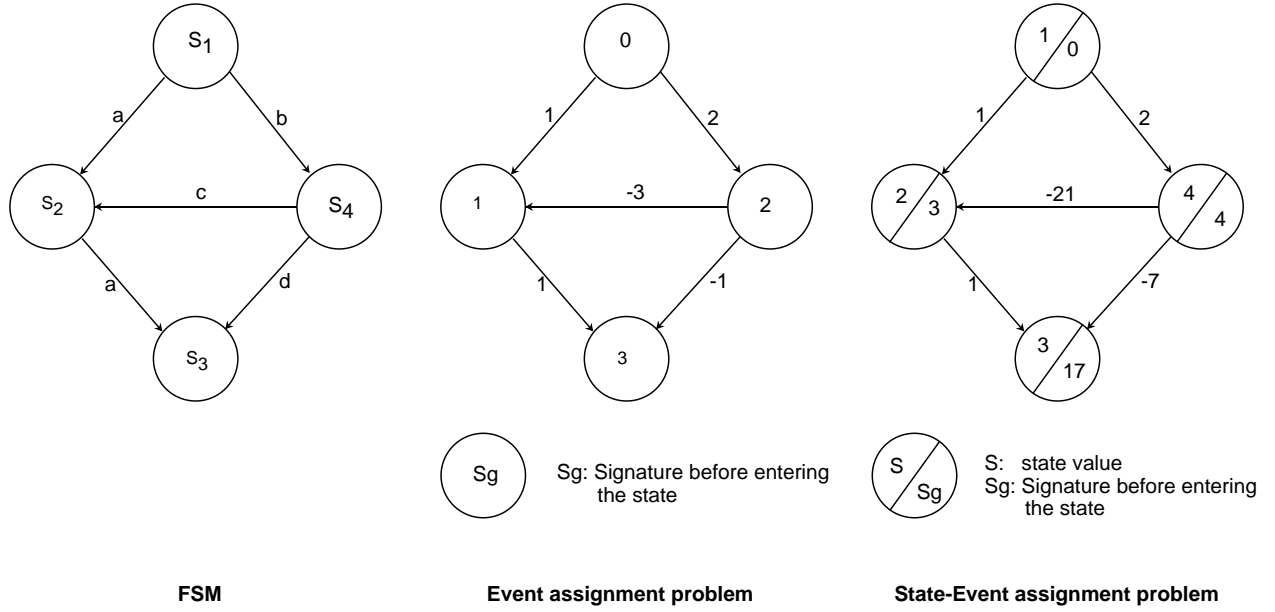 S1
a
b
S2
c
S4
a
d
S3
FSM
0
1
2
1
-3
2
1
-1
3
Sg
Sg: Signature before entering
the state
Event assignment problem
1
0
1
2
2
3
-21
4
4
1
-7
3
17
S
Sg
S: state value
Sg: Signature before entering
the state
State-Event assignment problem